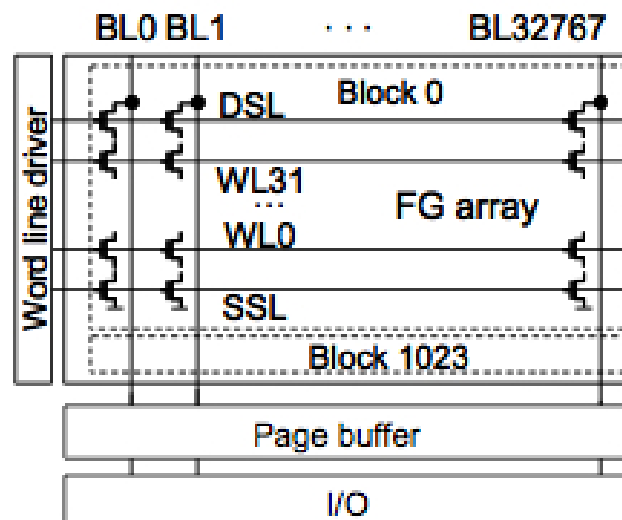 BL0 BL1 · · · BL32767
Block 0
DSL
WL31
...
FG array
WL0
SSL
Block 1023
Word line driver
Page buffer
I/O